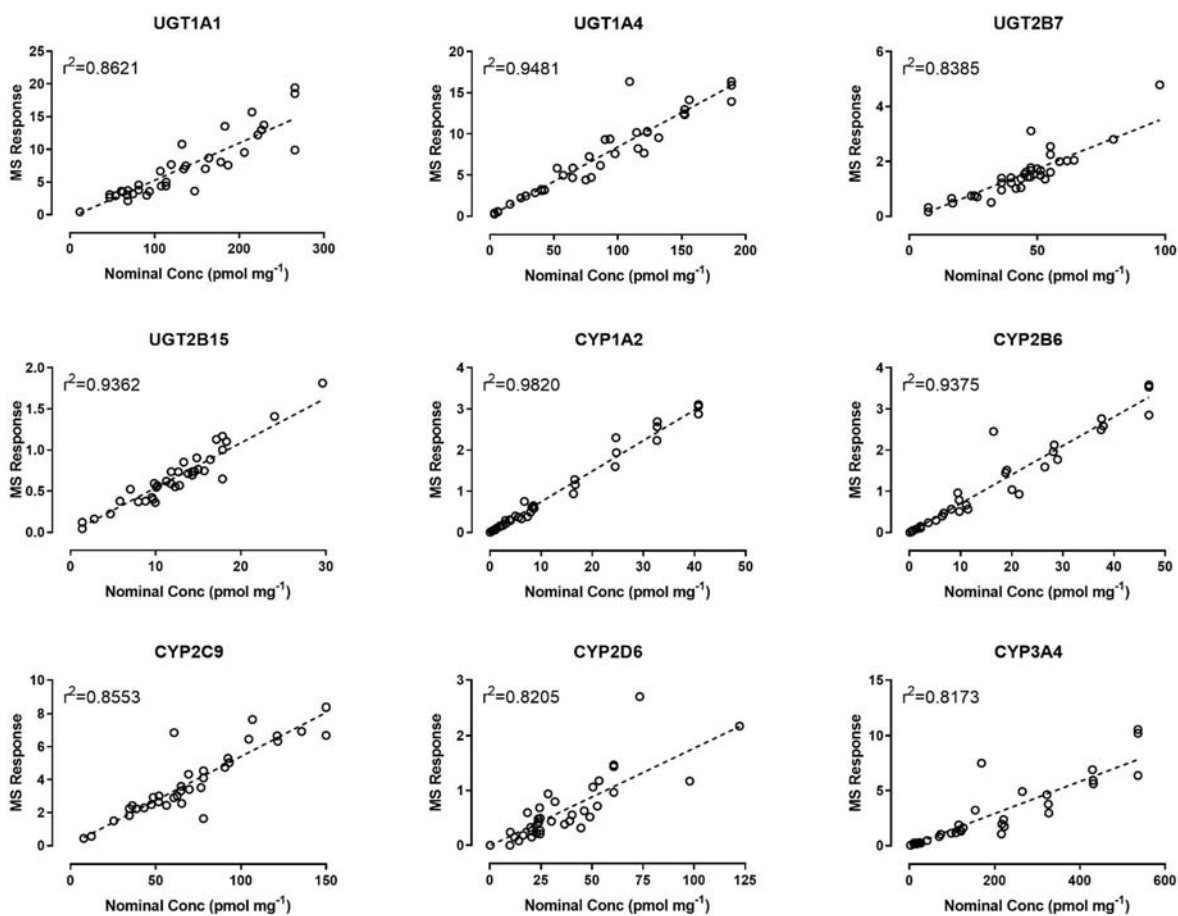 UGT1A1
r²=0.8621
MS Response
25
20
15
10
5
0
0 100 200 300
Nominal Conc (pmol mg⁻¹)
UGT1A4
r²=0.9481
MS Response
20
15
10
5
0
0 50 100 150 200
Nominal Conc (pmol mg⁻¹)
UGT2B7
r²=0.8385
MS Response
6
4
2
0
0 50 100
Nominal Conc (pmol mg⁻¹)
UGT2B15
r²=0.9362
MS Response
2.0
1.5
1.0
0.5
0.0
0 10 20 30
Nominal Conc (pmol mg⁻¹)
CYP1A2
r²=0.9820
MS Response
4
3
2
1
0
0 10 20 30 40 50
Nominal Conc (pmol mg⁻¹)
CYP2B6
r²=0.9375
MS Response
4
3
2
1
0
0 10 20 30 40 50
Nominal Conc (pmol mg⁻¹)
CYP2C9
r²=0.8553
MS Response
10
8
6
4
2
0
0 50 100 150
Nominal Conc (pmol mg⁻¹)
CYP2D6
r²=0.8205
MS Response
3
2
1
0
0 25 50 75 100 125
Nominal Conc (pmol mg⁻¹)
CYP3A4
r²=0.8173
MS Response
15
10
5
0
0 200 400 600
Nominal Conc (pmol mg⁻¹)